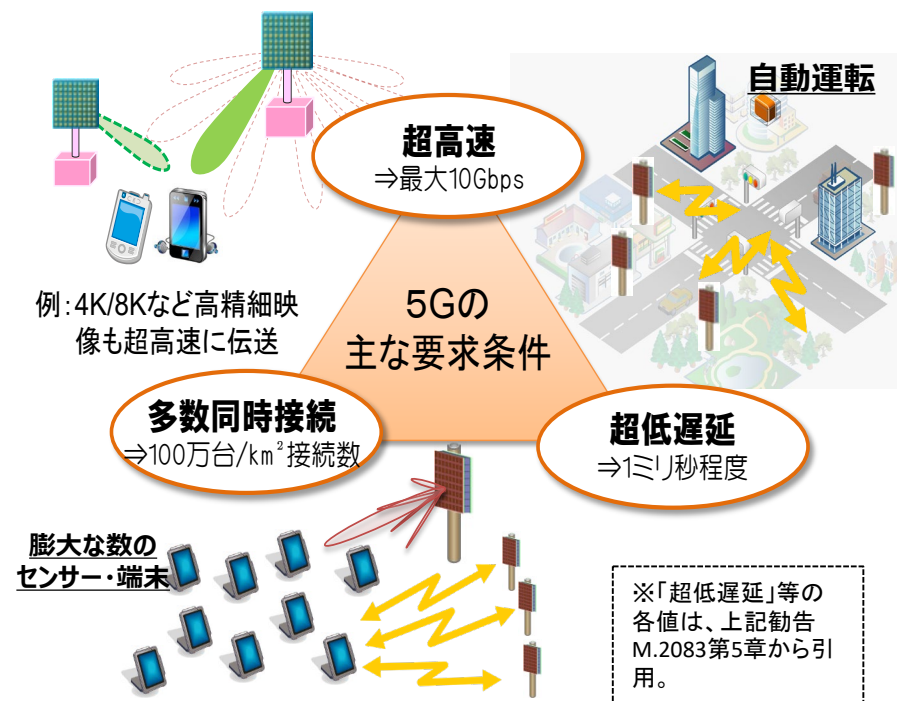 自動運転
超高速
⇒最大10Gbps
例:4K/8Kなど高精細映
像も超高速に伝送
5Gの
主な要求条件
多数同時接続
⇒100万台/km²接続数
超低遅延
⇒1ミリ秒程度
膨大な数の
センサー・端末
※「超低遅延」等の
各値は、上記勧告
M.2083第5章から引
用。